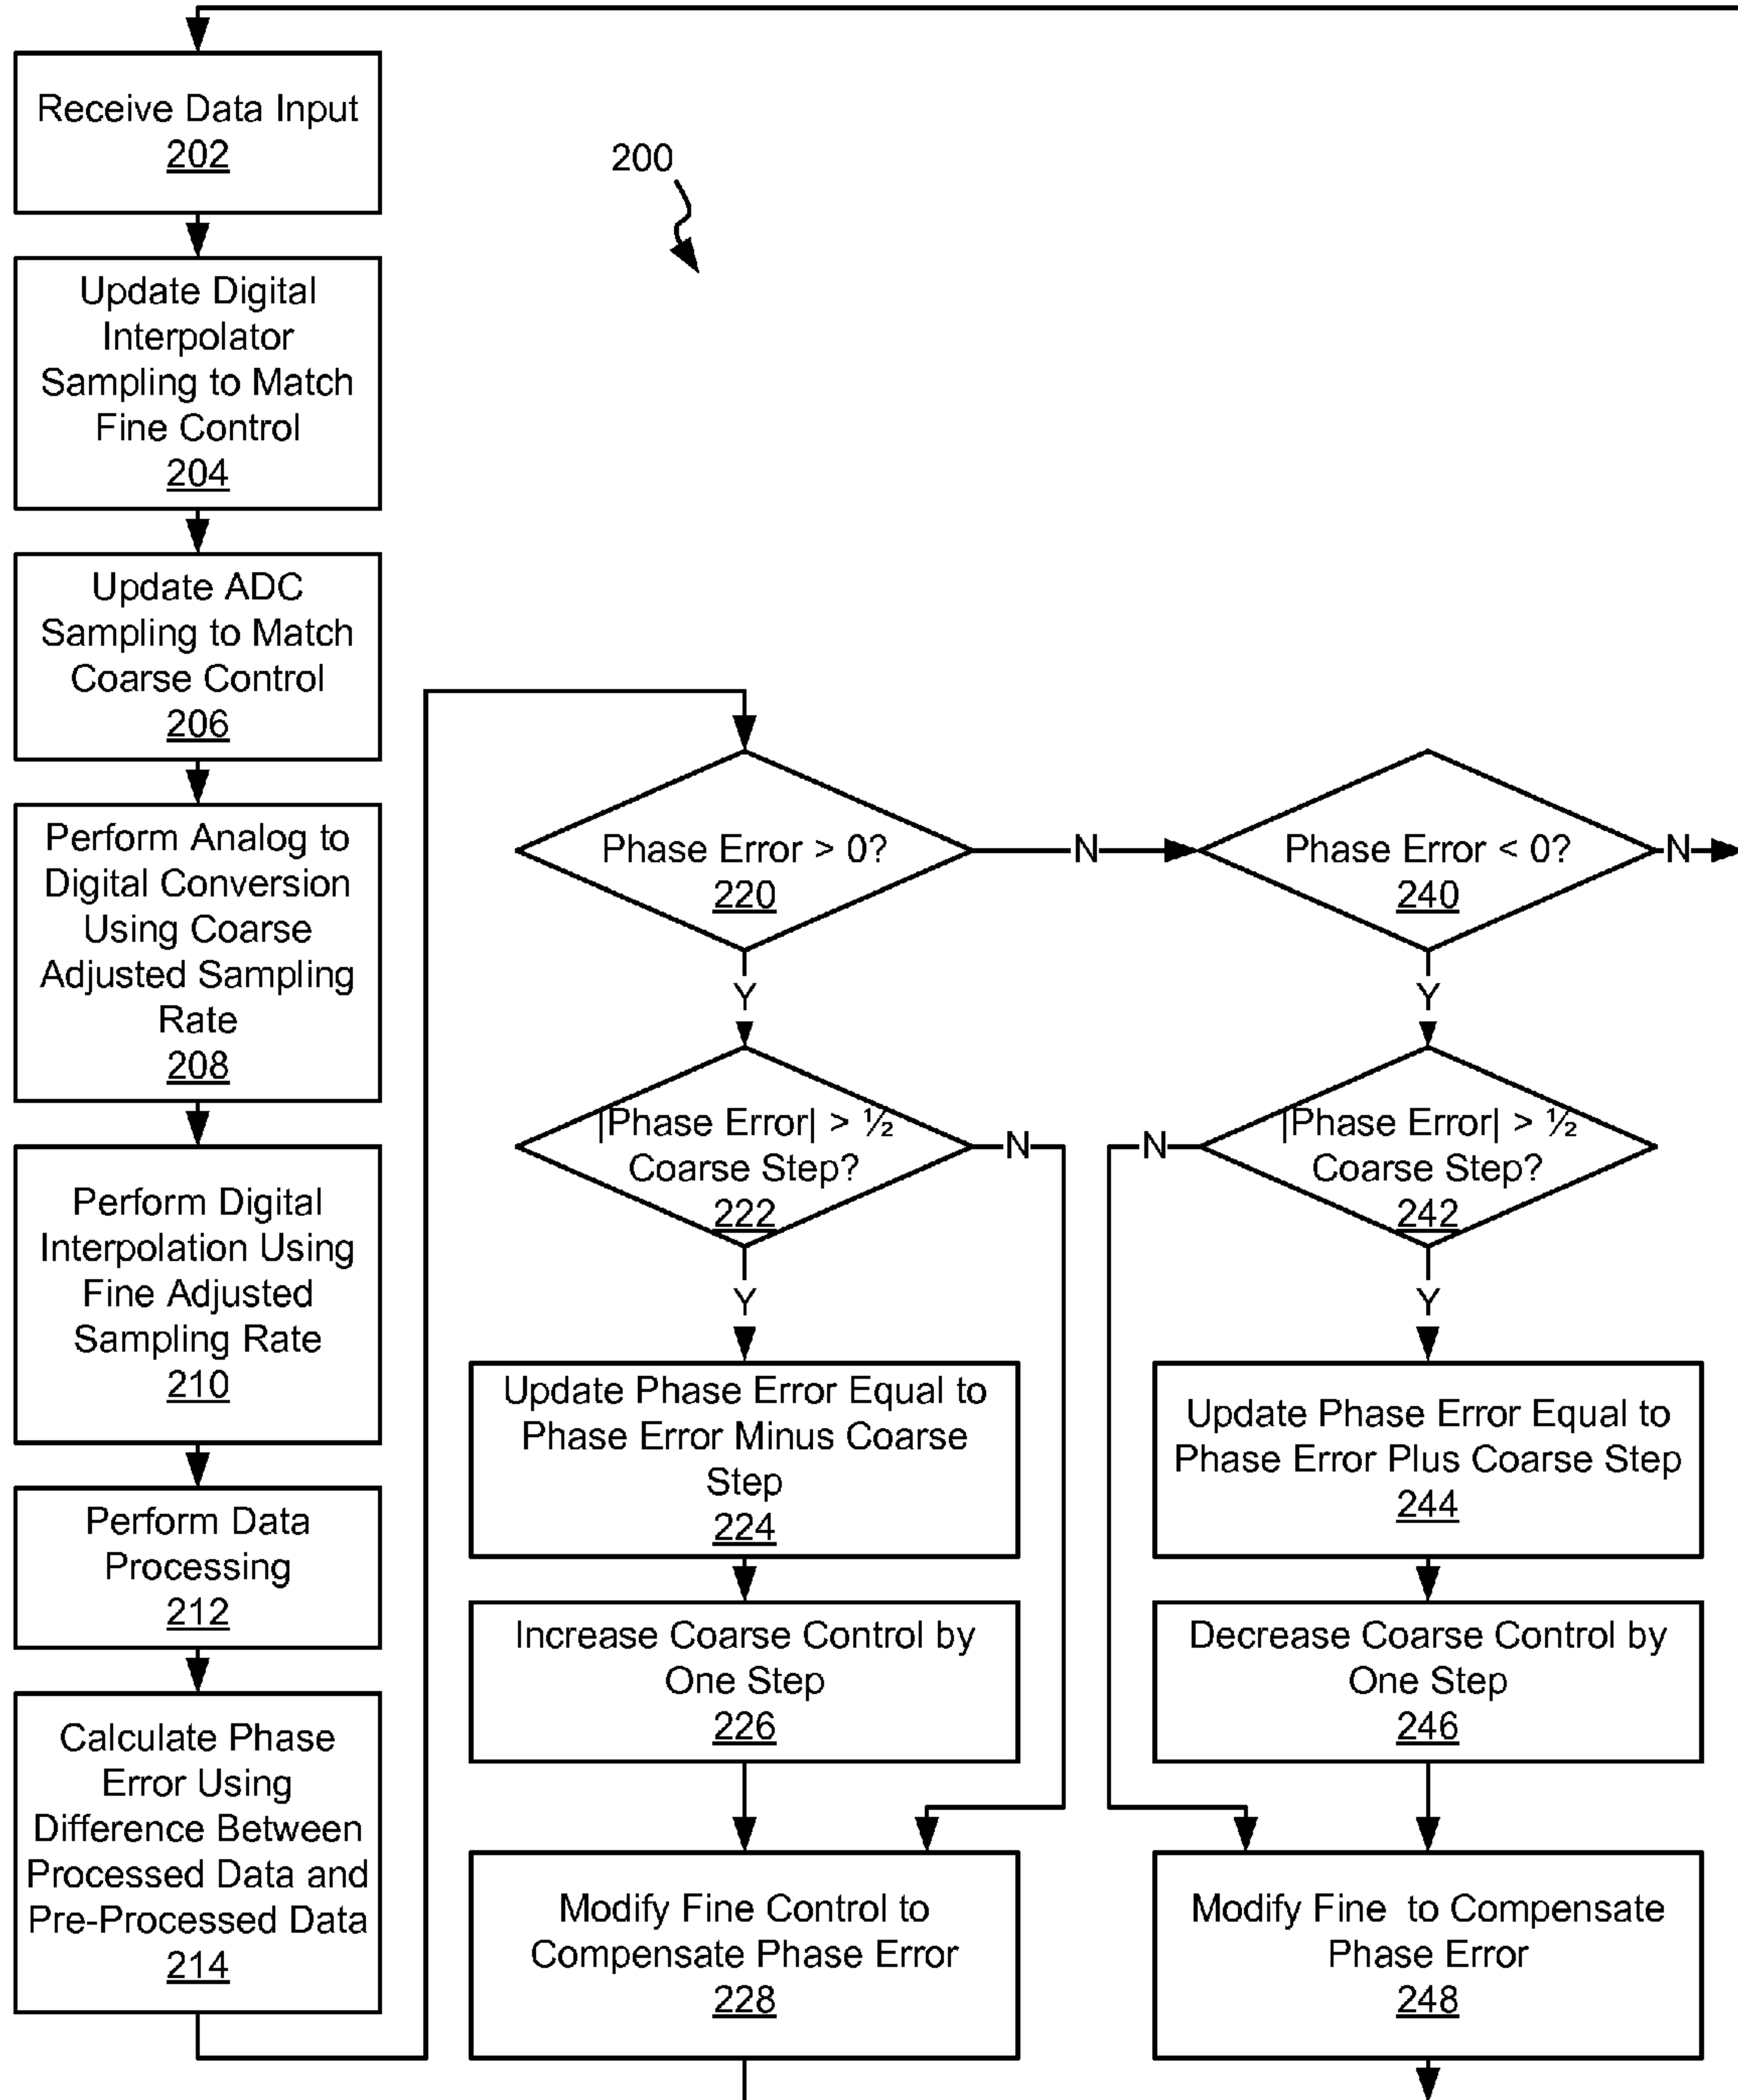 Receive Data Input
202
200
Update Digital
Interpolator
Sampling to Match
Fine Control
204
Update ADC
Sampling to Match
Coarse Control
206
Perform Analog to
Digital Conversion
Using Coarse
Adjusted Sampling
Rate
208
Perform Digital
Interpolation Using
Fine Adjusted
Sampling Rate
210
Perform Data
Processing
212
Calculate Phase
Error Using
Difference Between
Processed Data and
Pre-Processed Data
214
Phase Error > 0?
220
N
Y
|Phase Error| > ½
Coarse Step?
222
N
Y
Update Phase Error Equal to
Phase Error Minus Coarse
Step
224
Increase Coarse Control by
One Step
226
Modify Fine Control to
Compensate Phase Error
228
Phase Error < 0?
240
N
Y
|Phase Error| > ½
Coarse Step?
242
N
Y
Update Phase Error Equal to
Phase Error Plus Coarse Step
244
Decrease Coarse Control by
One Step
246
Modify Fine  to Compensate
Phase Error
248